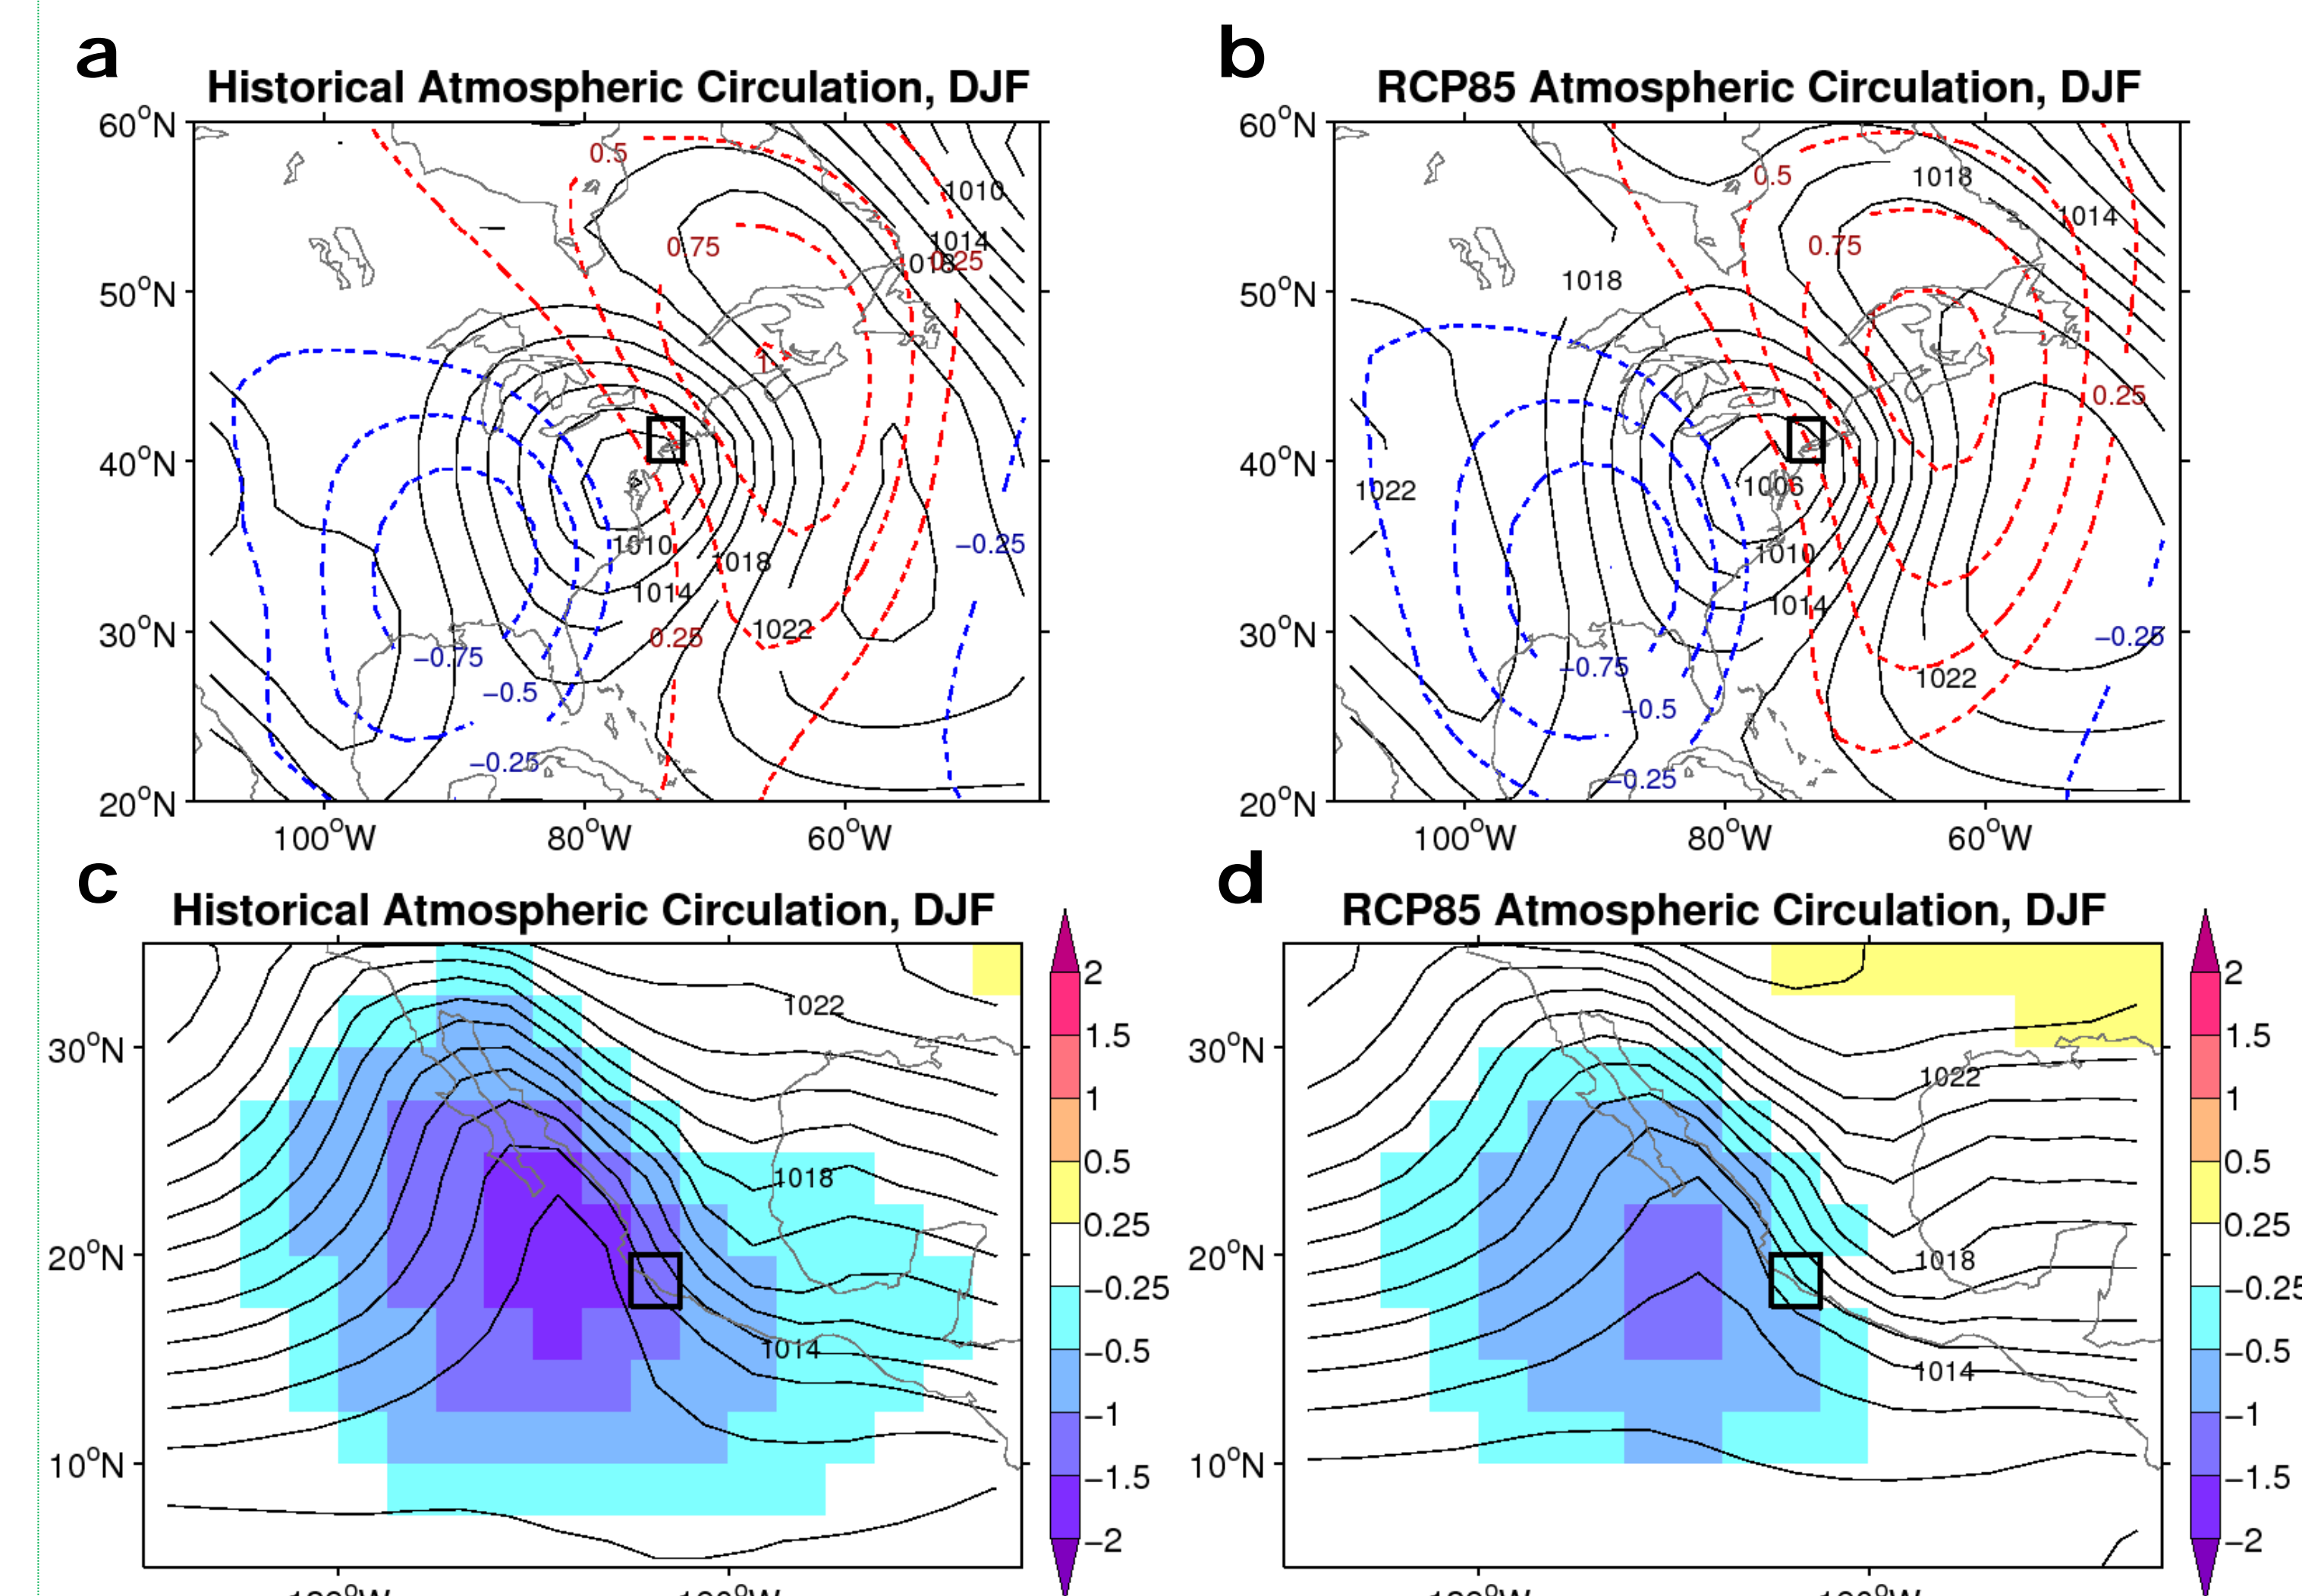 a
b
Historical Atmospheric Circulation, DJF
RCP85 Atmospheric Circulation, DJF
60°N
50°N
40°N
30°N
20°N
100°W
80°W
60°W
0.5
0.75
1
0.25
0.25
1010
1014
1018
1010
1018
1014
1022
−0.75
−0.5
−0.25
−0.25
60°N
50°N
40°N
30°N
20°N
100°W
80°W
60°W
0.5
0.75
0.25
1018
1014
1018
1022
1006
1010
1014
1022
−0.75
−0.5
−0.25
−0.25
c
d
Historical Atmospheric Circulation, DJF
RCP85 Atmospheric Circulation, DJF
30°N
20°N
10°N
1022
1018
1014
2
1.5
1
0.5
0.25
−0.25
−0.5
−1
−1.5
−2
30°N
20°N
10°N
1022
1018
1014
2
1.5
1
0.5
0.25
−0.25
−0.5
−1
−1.5
−2